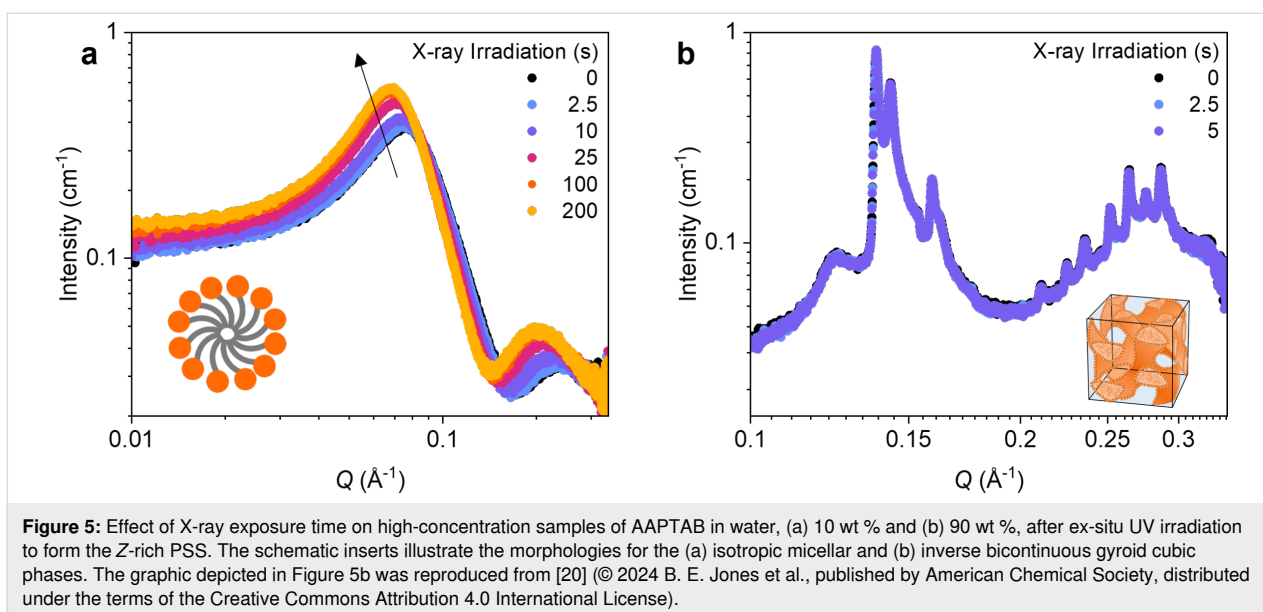 a
X-ray Irradiation (s)
0
2.5
10
25
100
200
1
0.1
Intensity (cm⁻¹)
0.01
0.1
Q (Å⁻¹)
b
X-ray Irradiation (s)
0
2.5
5
1
0.1
Intensity (cm⁻¹)
0.1
0.15
0.2
0.25
0.3
Q (Å⁻¹)
Figure 5: Effect of X-ray exposure time on high-concentration samples of AAPTAB in water, (a) 10 wt % and (b) 90 wt %, after ex-situ UV irradiation
to form the Z-rich PSS. The schematic inserts illustrate the morphologies for the (a) isotropic micellar and (b) inverse bicontinuous gyroid cubic
phases. The graphic depicted in Figure 5b was reproduced from [20] (© 2024 B. E. Jones et al., published by American Chemical Society, distributed
under the terms of the Creative Commons Attribution 4.0 International License).